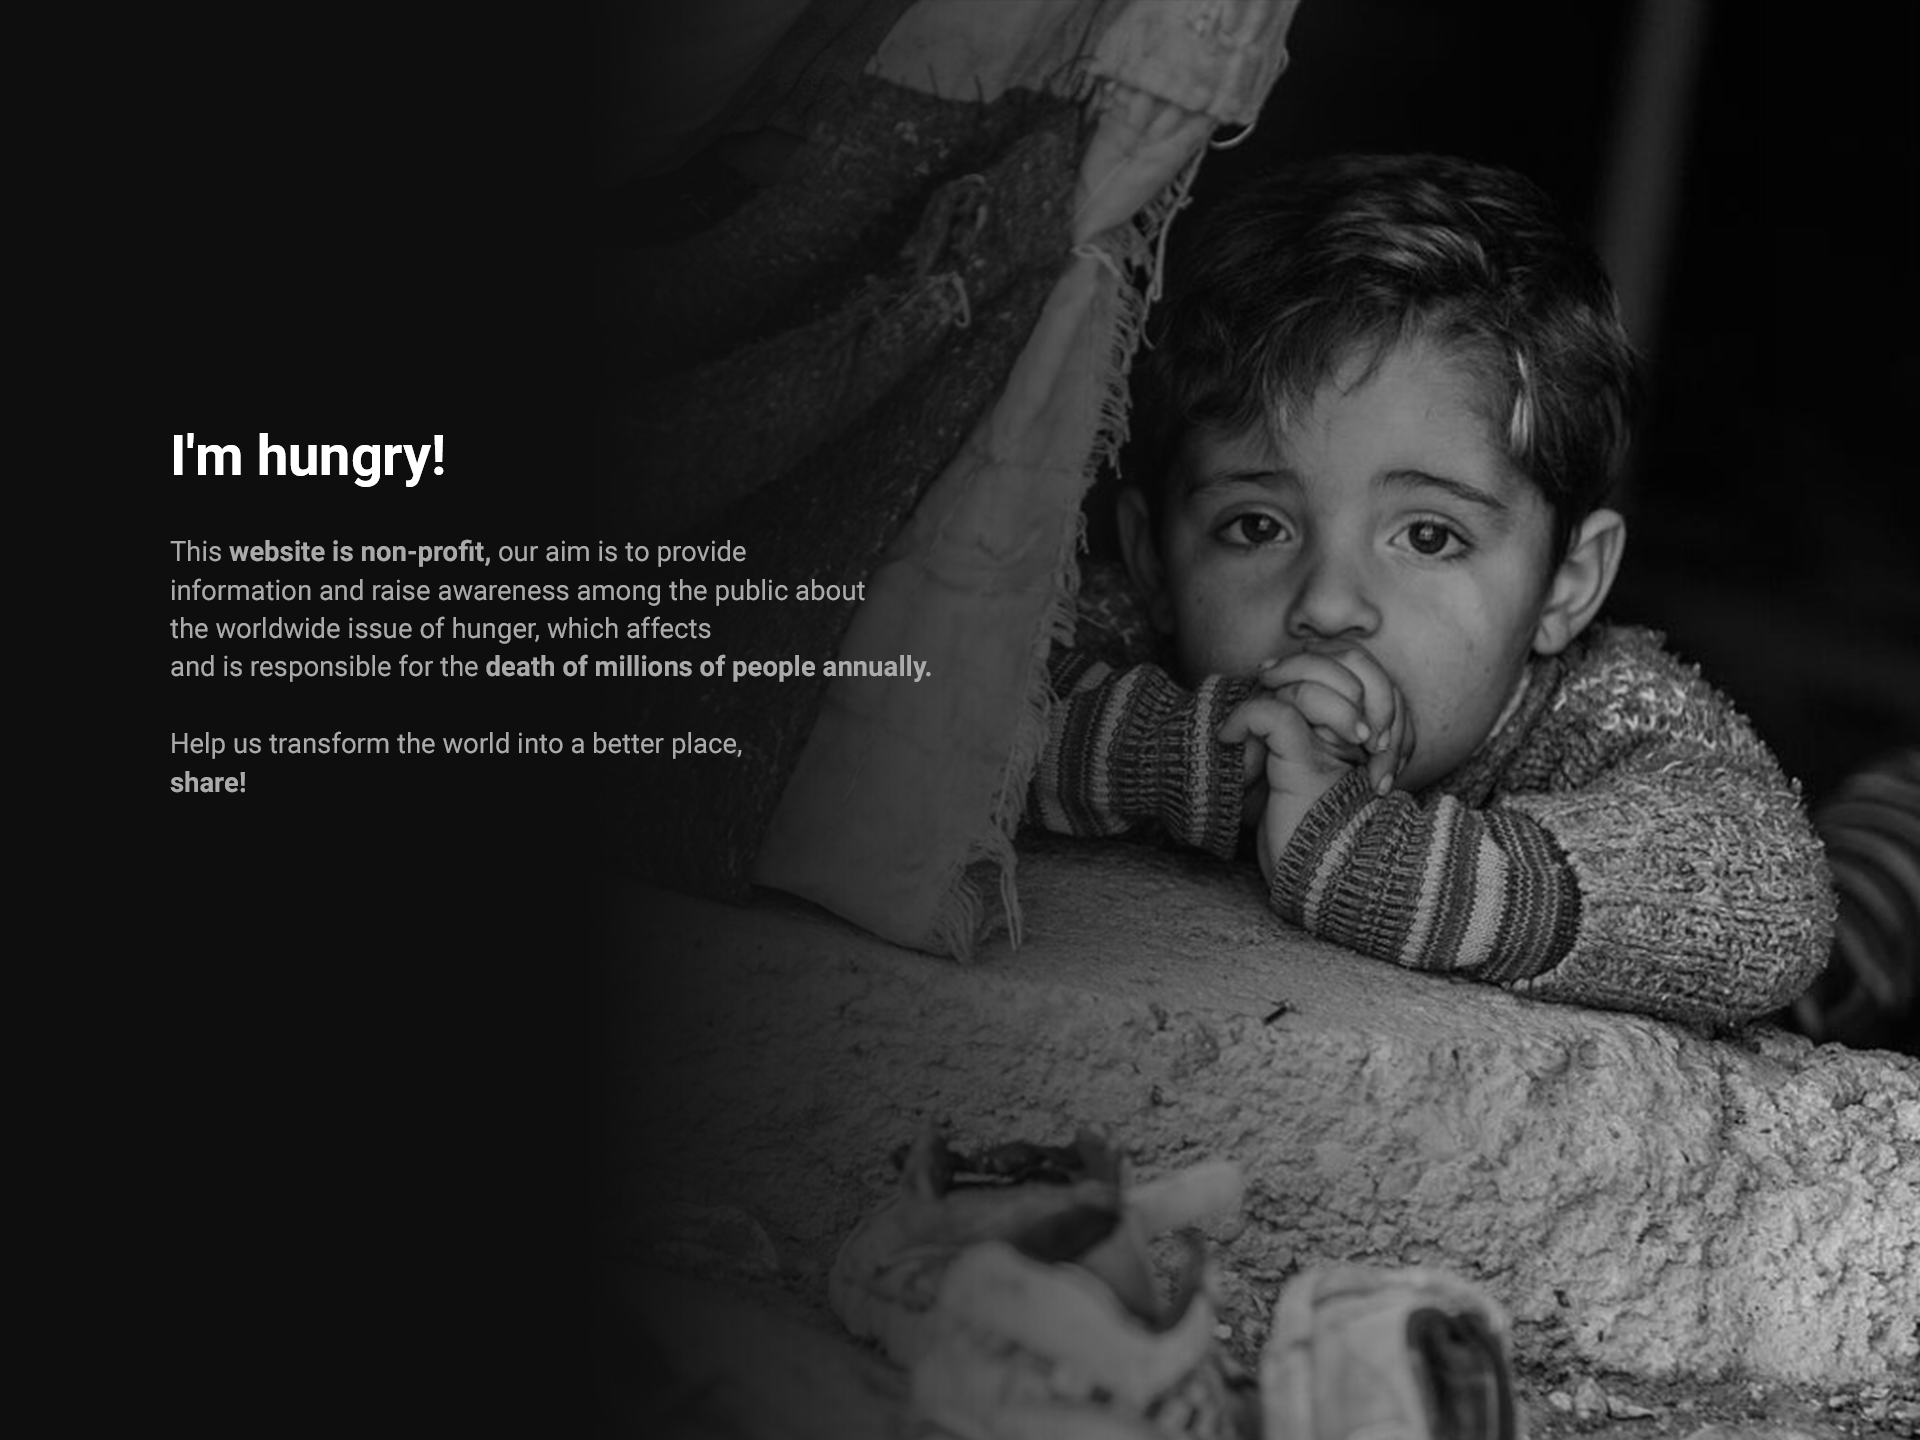 I'm hungry!
This website is non-profit, our aim is to provide
information and raise awareness among the public about
the worldwide issue of hunger, which affects
and is responsible for the death of millions of people annually.
Help us transform the world into a better place,
share!